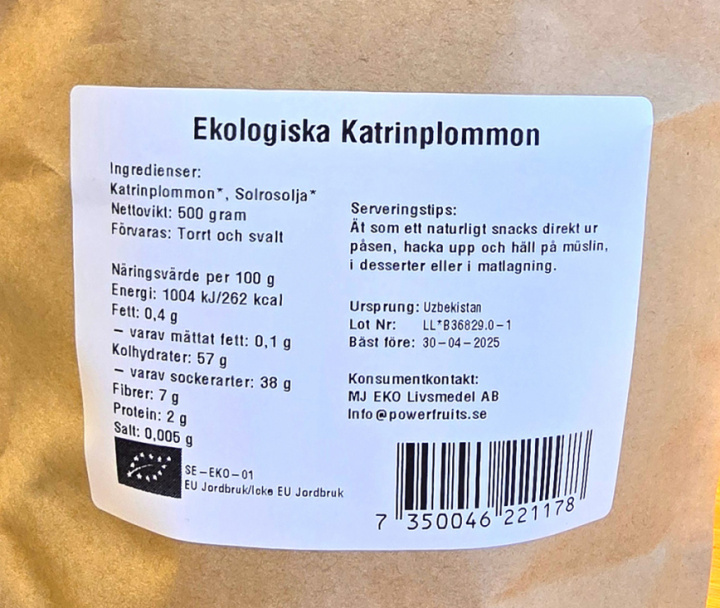 Ekologiska Katrinplommon
Ingredienser:
Katrinplommon*, Solrosolja*
Nettovikt: 500 gram
Förvaras: Torrt och svalt
Näringsvärde per 100 g
Energi: 1004 kJ/262 kcal
Fett: 0,4 g
– varav mättat fett: 0,1 g
Kolhydrater: 57 g
– varav sockerarter: 38 g
Fibrer: 7 g
Protein: 2 g
Salt: 0,005 g
SE-EKO-01
EU Jordbruk/Icke EU Jordbruk
Serveringstips:
Ät som ett naturligt snacks direkt ur
påsen, hacka upp och häll på müslin,
i desserter eller i matlagning.
Ursprung: Uzbekistan
Lot Nr: LL*B36829.0-1
Bäst före: 30-04-2025
Konsumentkontakt:
MJ EKO Livsmedel AB
Info@powerfruits.se
7 350046 221178